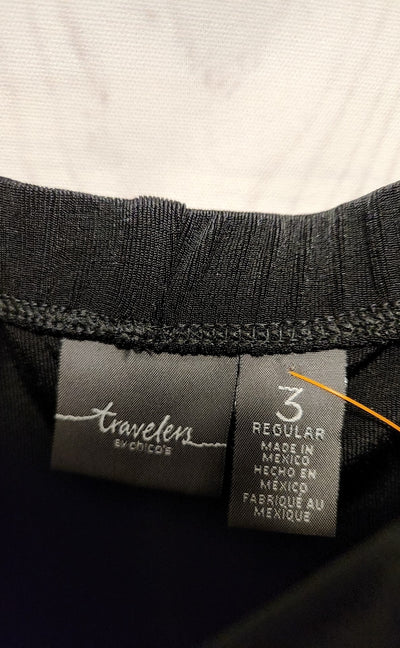 travelers
BY CHICO'S
3
REGULAR
MADE IN
MEXICO
HECHO EN
MÉXICO
FABRIQUÉ AU
MEXIQUE